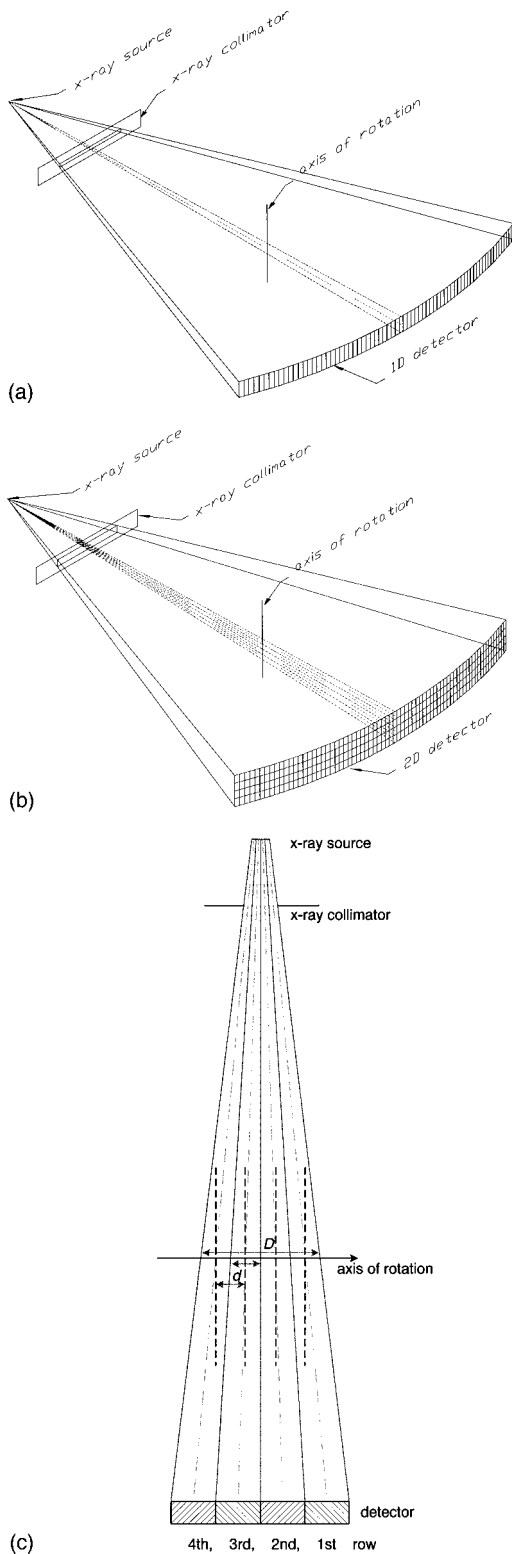 x-ray source
x-ray collimator
axis of rotation
1D detector
(a)
x-ray source
x-ray collimator
axis of rotation
2D detector
(b)
x-ray source
x-ray collimator
D
axis of rotation
d
detector
4th, 3rd, 2nd, 1st row
(c)